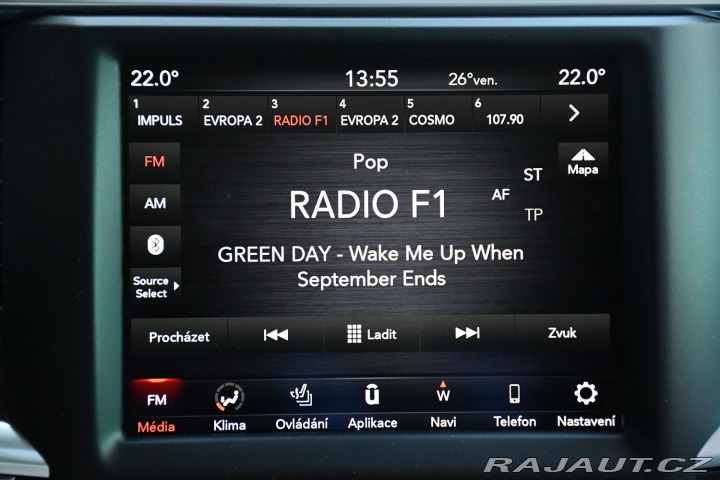 22.0° 13:55 26°ven. 22.0°
1 2 3 4 5 6
IMPULS EVROPA 2 RADIO F1 EVROPA 2 COSMO 107.90
FM Pop
Mapa
ST
AF
AM RADIO F1
TP
GREEN DAY - Wake Me Up When
September Ends
Source
Select
Procházet Ladit Zvuk
FM û W
Média Klima Ovládání Aplikace Navi Telefon Nastavení
RAJAUT.CZ